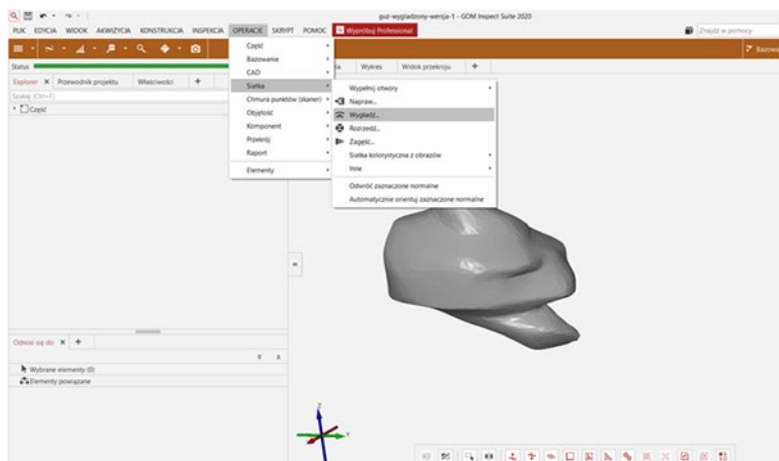 guz-wygladzony-wersja-1 - GOM Inspect Suite 2020
PLIK EDYCJA WIDOK AKWIZYCJA KONSTRUKCJA INSPEKCJA OPERACJE SKRYPT POMOC Wypróbuj Professional Znajdź w pomocy
Bazowa
Status
Wykres Widok przekroju +
Explorer X Przewodnik projektu Właściwości +
Szukaj (Ctrl+F)
Część
Część
Bazowanie
CAD
Siatka
Chmura punktów (skaner)
Objętość
Komponent
Przekrój
Raport
Elementy
Wypełnij otwory
Napraw...
Wygładź...
Rozrzedź...
Zagęść...
Siatka kolorystyczna z obrazów
Inne
Odwróć zaznaczone normalne
Automatycznie orientuj zaznaczone normalne
Odnosi się do X +
Wybrane elementy (0)
Elementy powiązane
Z
Y